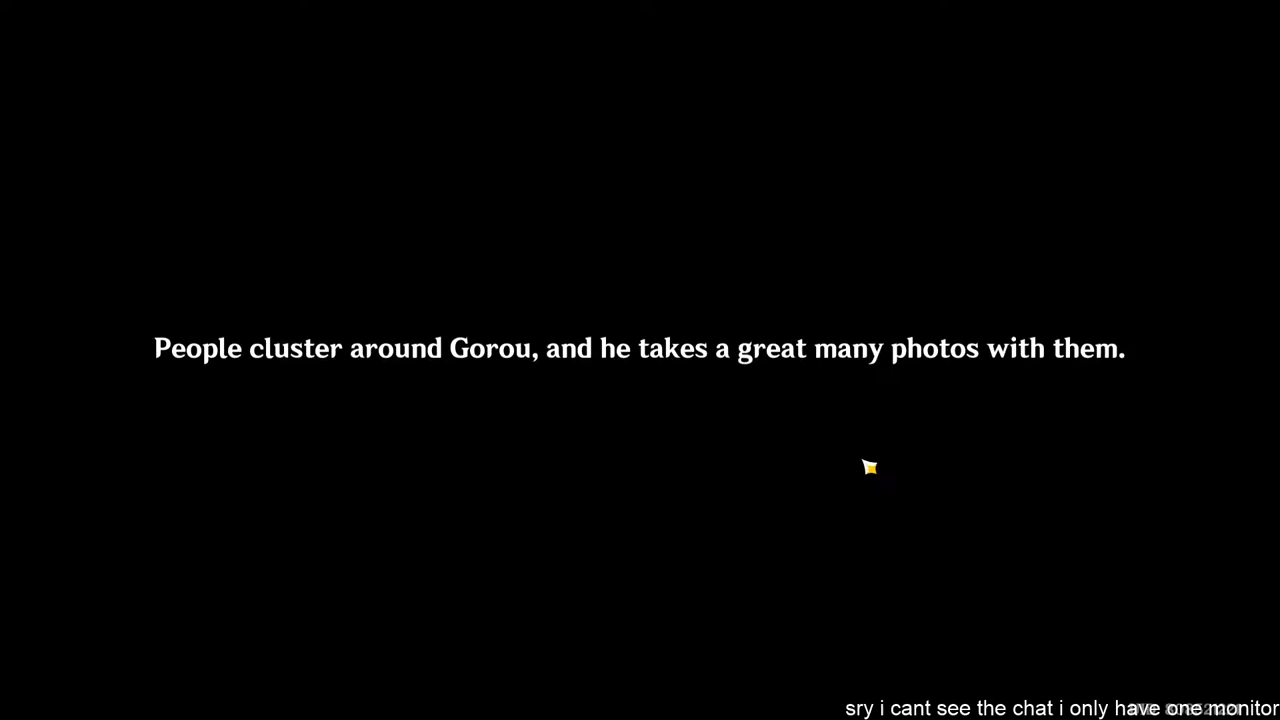 People cluster around Gorou, and he takes a great many photos with them.
sry i cant see the chat i only have one monitor